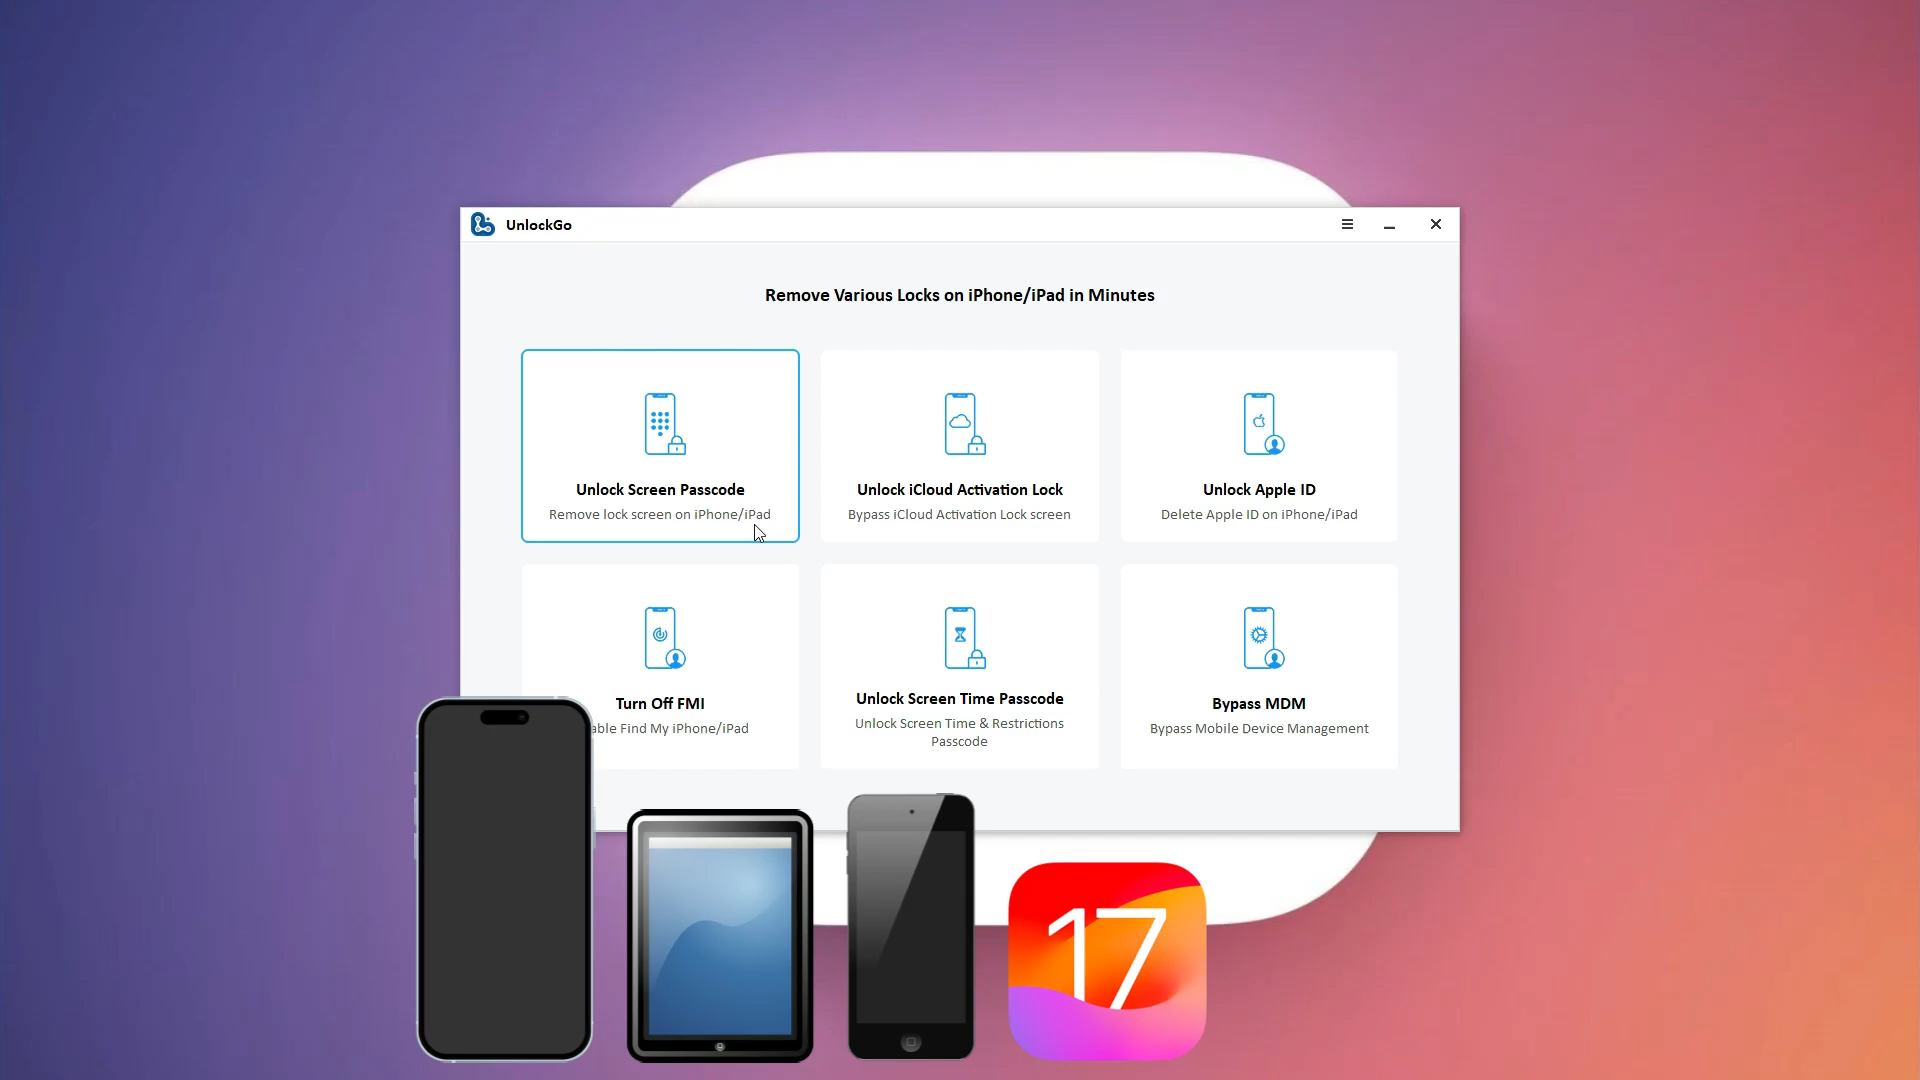 UnlockGo
Remove Various Locks on iPhone/iPad in Minutes
Unlock Screen Passcode
Remove lock screen on iPhone/iPad
Unlock iCloud Activation Lock
Bypass iCloud Activation Lock screen
Unlock Apple ID
Delete Apple ID on iPhone/iPad
Turn Off FMI
able Find My iPhone/iPad
Unlock Screen Time Passcode
Unlock Screen Time & Restrictions
Passcode
Bypass MDM
Bypass Mobile Device Management
17